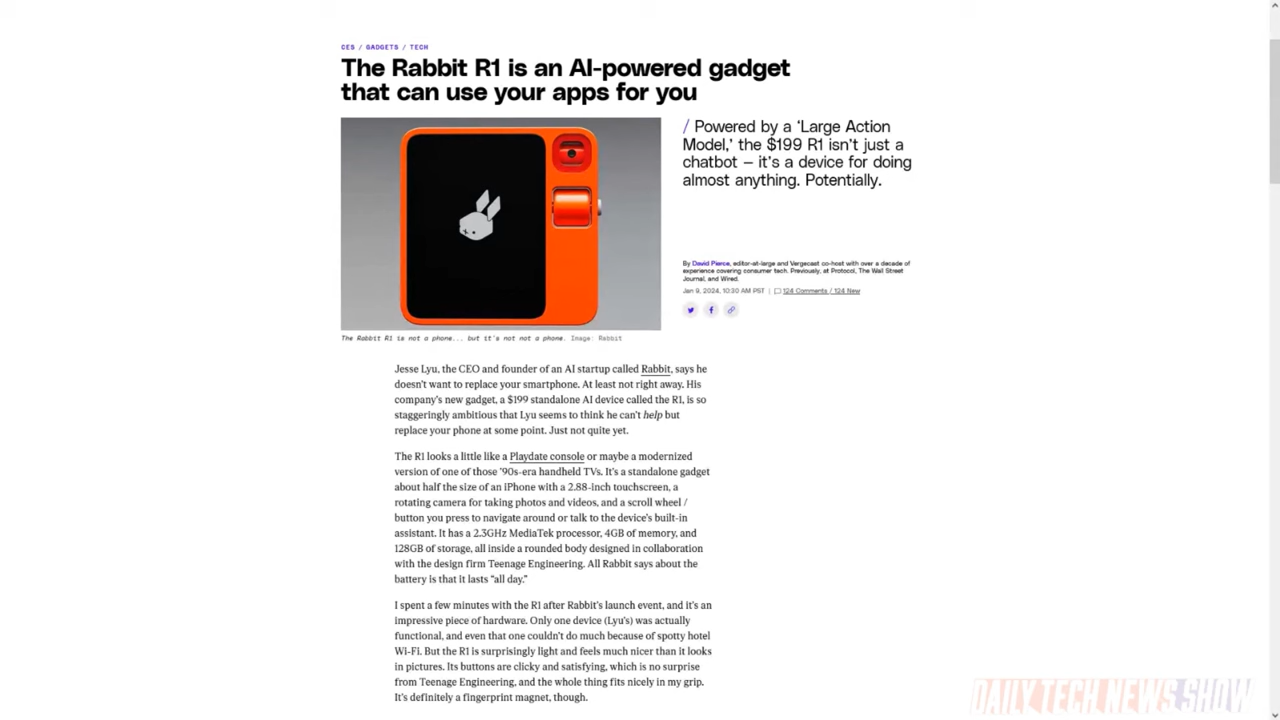 CES / GADGETS / TECH
The Rabbit R1 is an AI-powered gadget
that can use your apps for you
/ Powered by a ‘Large Action
Model,’ the $199 R1 isn’t just a
chatbot — it’s a device for doing
almost anything. Potentially.
By David Pierce, editor-at-large and Vergecast co-host with over a decade of
experience covering consumer tech. Previously, at Protocol, The Wall Street
Journal, and Wired.
Jan 9, 2024, 10:30 AM PST | 124 Comments / 124 New
The Rabbit R1 is not a phone... but it's not not a phone. Image: Rabbit
Jesse Lyu, the CEO and founder of an AI startup called Rabbit, says he
doesn’t want to replace your smartphone. At least not right away. His
company’s new gadget, a $199 standalone AI device called the R1, is so
staggeringly ambitious that Lyu seems to think he can’t help but
replace your phone at some point. Just not quite yet.
The R1 looks a little like a Playdate console or maybe a modernized
version of one of those ’90s-era handheld TVs. It’s a standalone gadget
about half the size of an iPhone with a 2.88-inch touchscreen, a
rotating camera for taking photos and videos, and a scroll wheel /
button you press to navigate around or talk to the device’s built-in
assistant. It has a 2.3GHz MediaTek processor, 4GB of memory, and
128GB of storage, all inside a rounded body designed in collaboration
with the design firm Teenage Engineering. All Rabbit says about the
battery is that it lasts “all day.”
I spent a few minutes with the R1 after Rabbit’s launch event, and it’s an
impressive piece of hardware. Only one device (Lyu’s) was actually
functional, and even that one couldn’t do much because of spotty hotel
Wi-Fi. But the R1 is surprisingly light and feels much nicer than it looks
in pictures. Its buttons are clicky and satisfying, which is no surprise
from Teenage Engineering, and the whole thing fits nicely in my grip.
It’s definitely a fingerprint magnet, though.
DAILY TECH NEWS SHOW